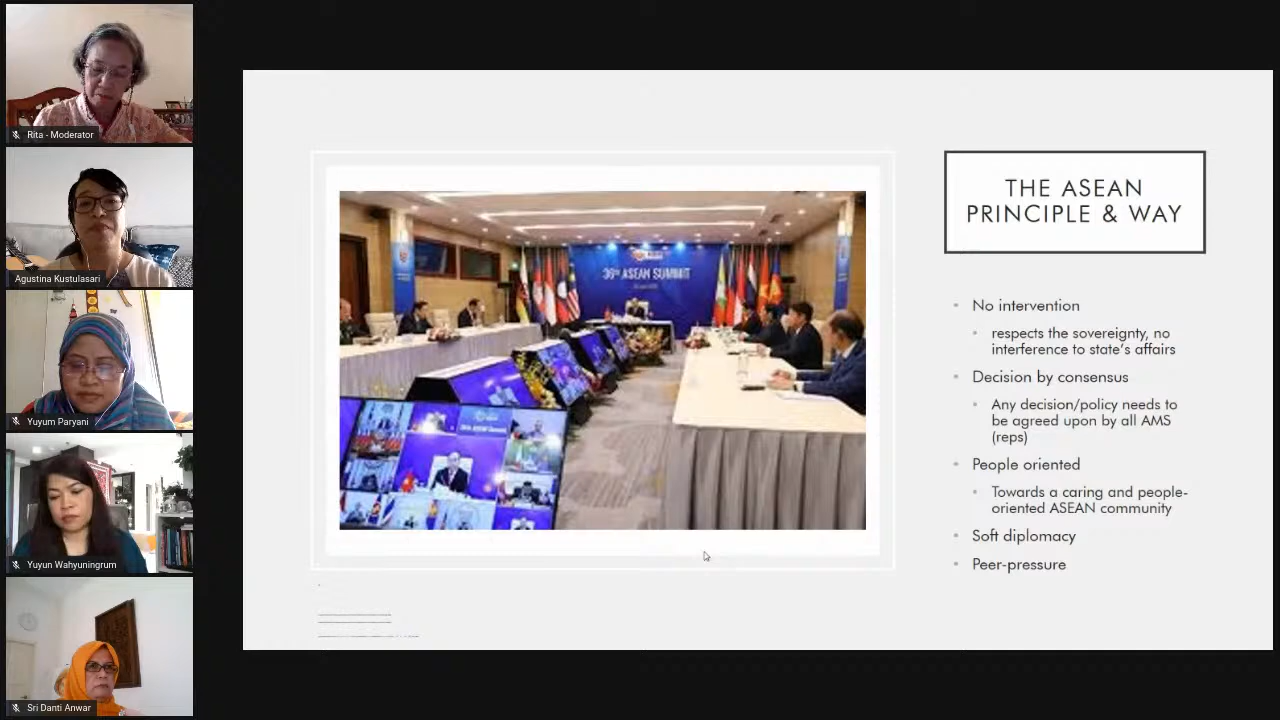 Rita - Moderator
Agustina Kustulasari
Yuyum Paryani
Yuyun Wahyuningrum
Sri Danti Anwar
36th ASEAN SUMMIT
THE ASEAN
PRINCIPLE & WAY
No intervention
respects the sovereignty, no
interference to state's affairs
Decision by consensus
Any decision/policy needs to
be agreed upon by all AMS
(reps)
People oriented
Towards a caring and people-
oriented ASEAN community
Soft diplomacy
Peer-pressure